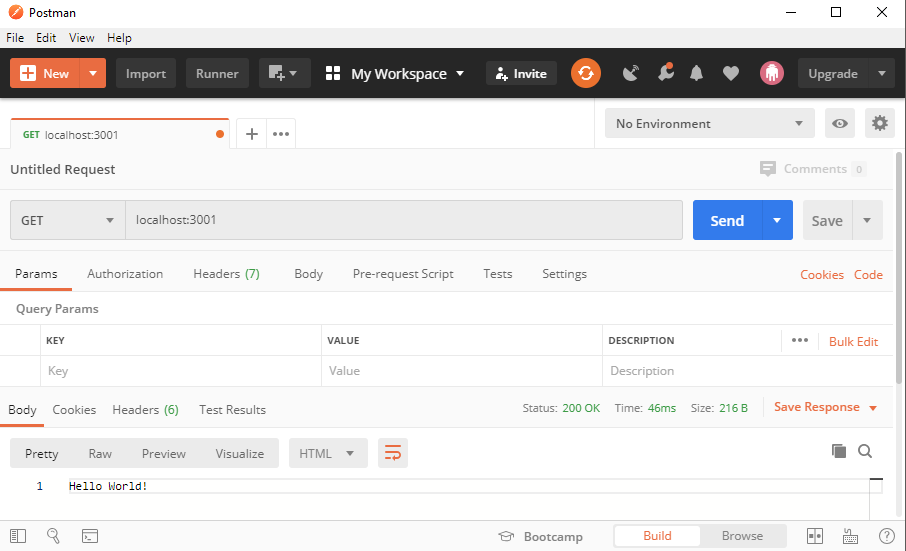 Postman
File Edit View Help
New Import Runner My Workspace Invite Upgrade
GET localhost:3001 No Environment
Untitled Request Comments 0
GET localhost:3001 Send Save
Params Authorization Headers (7) Body Pre-request Script Tests Settings Cookies Code
Query Params
KEY VALUE DESCRIPTION Bulk Edit
Key Value Description
Body Cookies Headers (6) Test Results Status: 200 OK Time: 46ms Size: 216 B Save Response
Pretty Raw Preview Visualize HTML
1 Hello World!
Bootcamp Build Browse